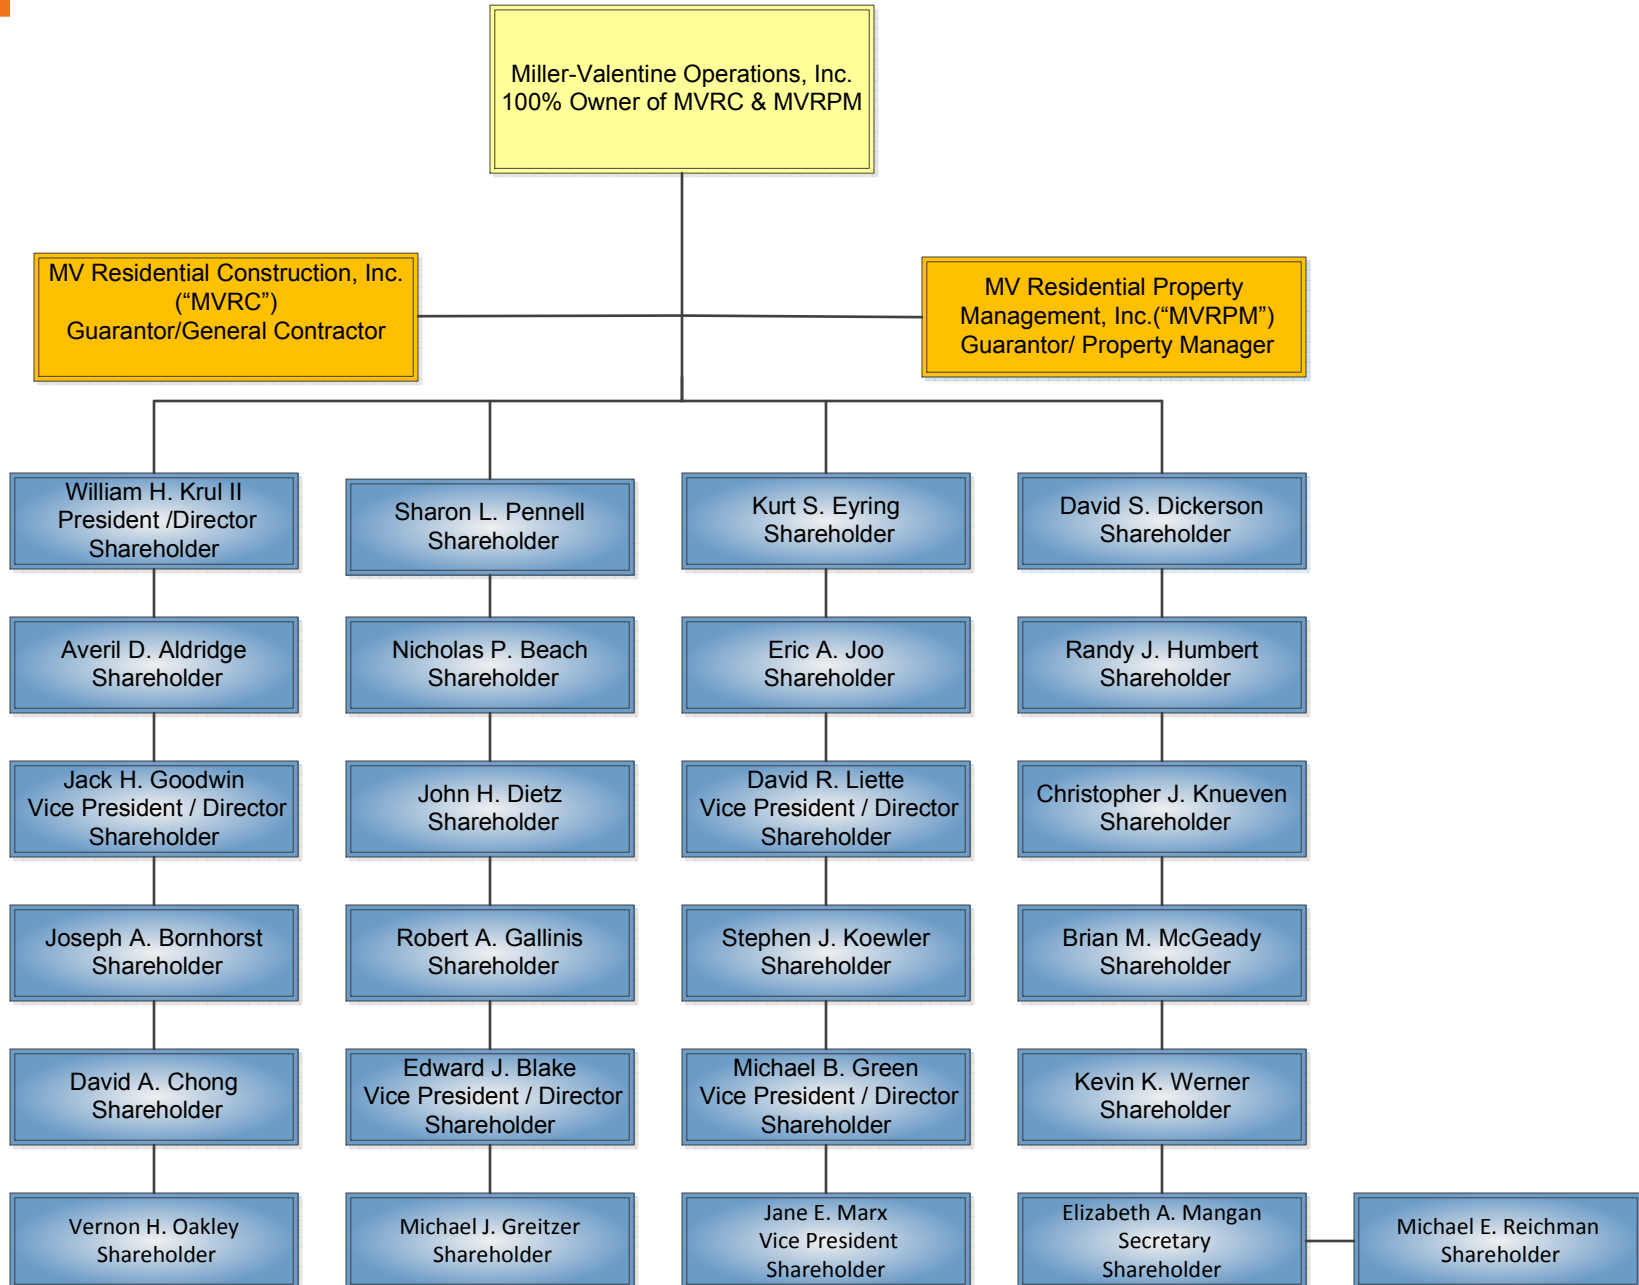 Miller-Valentine Operations, Inc.
100% Owner of MVRC & MVRPM
MV Residential Construction, Inc.
(“MVRC”)
Guarantor/General Contractor
MV Residential Property
Management, Inc.(“MVRPM”)
Guarantor/ Property Manager
William H. Krul II
President /Director
Shareholder
Sharon L. Pennell
Shareholder
Kurt S. Eyring
Shareholder
David S. Dickerson
Shareholder
Averil D. Aldridge
Shareholder
Nicholas P. Beach
Shareholder
Eric A. Joo
Shareholder
Randy J. Humbert
Shareholder
Jack H. Goodwin
Vice President / Director
Shareholder
John H. Dietz
Shareholder
David R. Liette
Vice President / Director
Shareholder
Christopher J. Knueven
Shareholder
Joseph A. Bornhorst
Shareholder
Robert A. Gallinis
Shareholder
Stephen J. Koewler
Shareholder
Brian M. McGeady
Shareholder
David A. Chong
Shareholder
Edward J. Blake
Vice President / Director
Shareholder
Michael B. Green
Vice President / Director
Shareholder
Kevin K. Werner
Shareholder
Vernon H. Oakley
Shareholder
Michael J. Greitzer
Shareholder
Jane E. Marx
Vice President
Shareholder
Elizabeth A. Mangan
Secretary
Shareholder
Michael E. Reichman
Shareholder